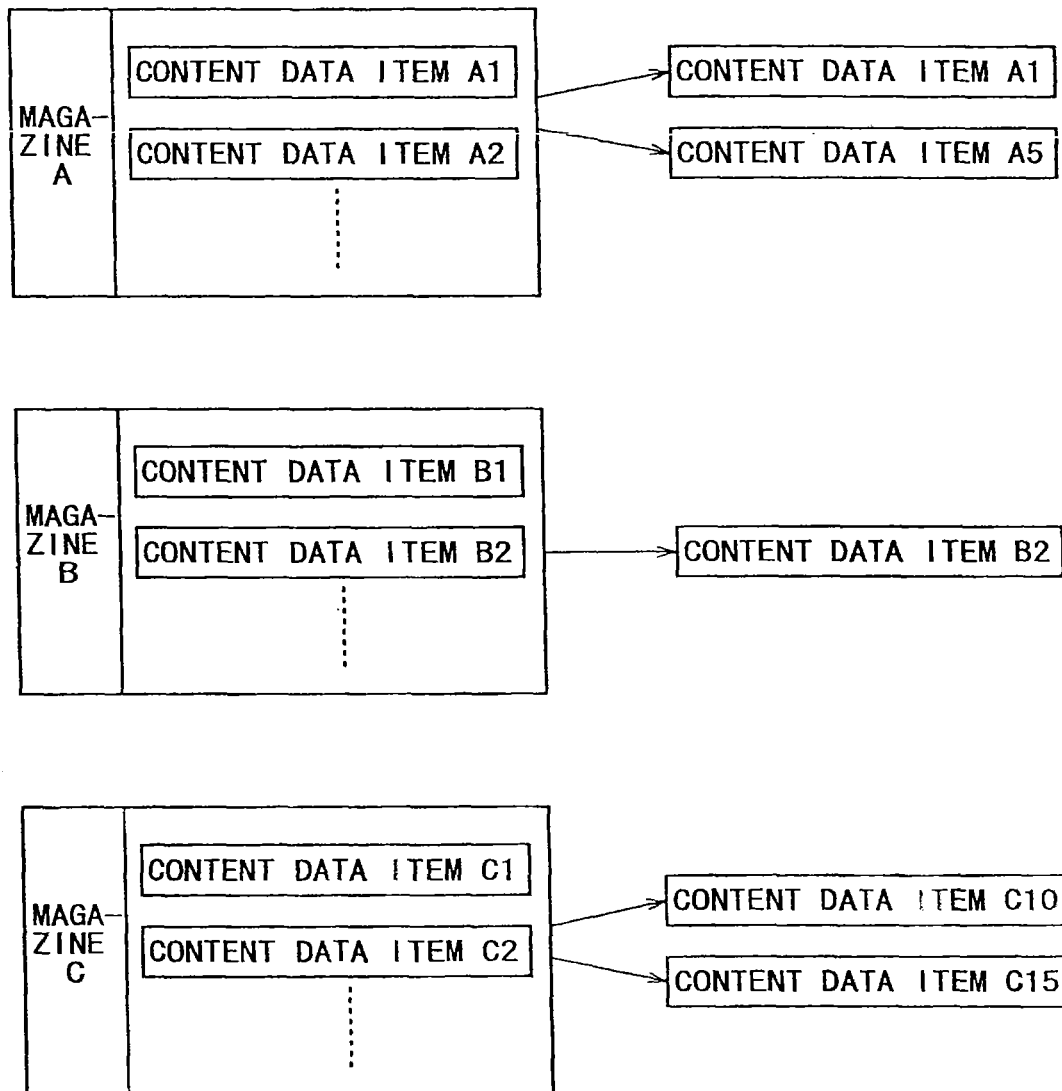 MAGA-
ZINE
A
CONTENT DATA ITEM A1
CONTENT DATA ITEM A2
CONTENT DATA ITEM A1
CONTENT DATA ITEM A5
MAGA-
ZINE
B
CONTENT DATA ITEM B1
CONTENT DATA ITEM B2
CONTENT DATA ITEM B2
MAGA-
ZINE
C
CONTENT DATA ITEM C1
CONTENT DATA ITEM C2
CONTENT DATA ITEM C10
CONTENT DATA ITEM C15